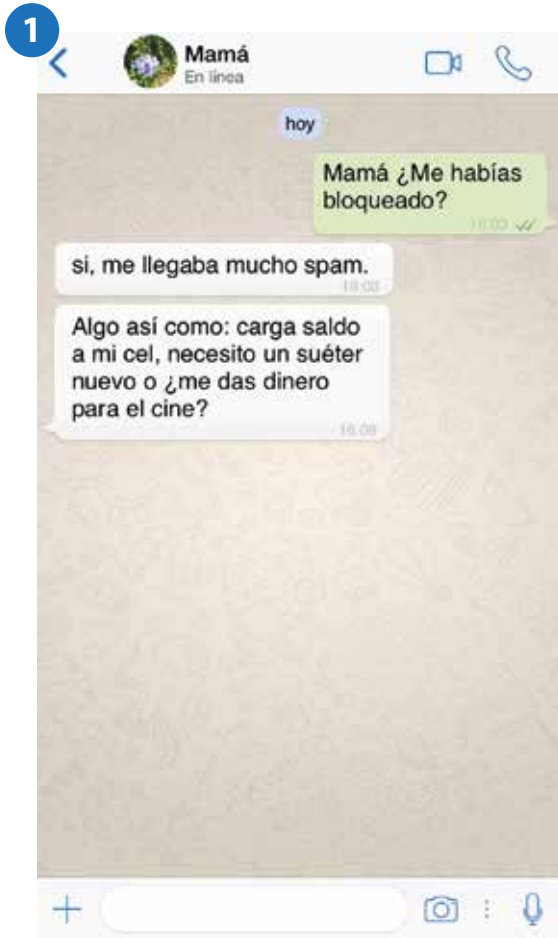 1
Mamá
En línea
hoy
Mamá ¿Me habías
bloqueado?
si, me llegaba mucho spam.
Algo así como: carga saldo
a mi cel, necesito un suéter
nuevo o ¿me das dinero
para el cine?